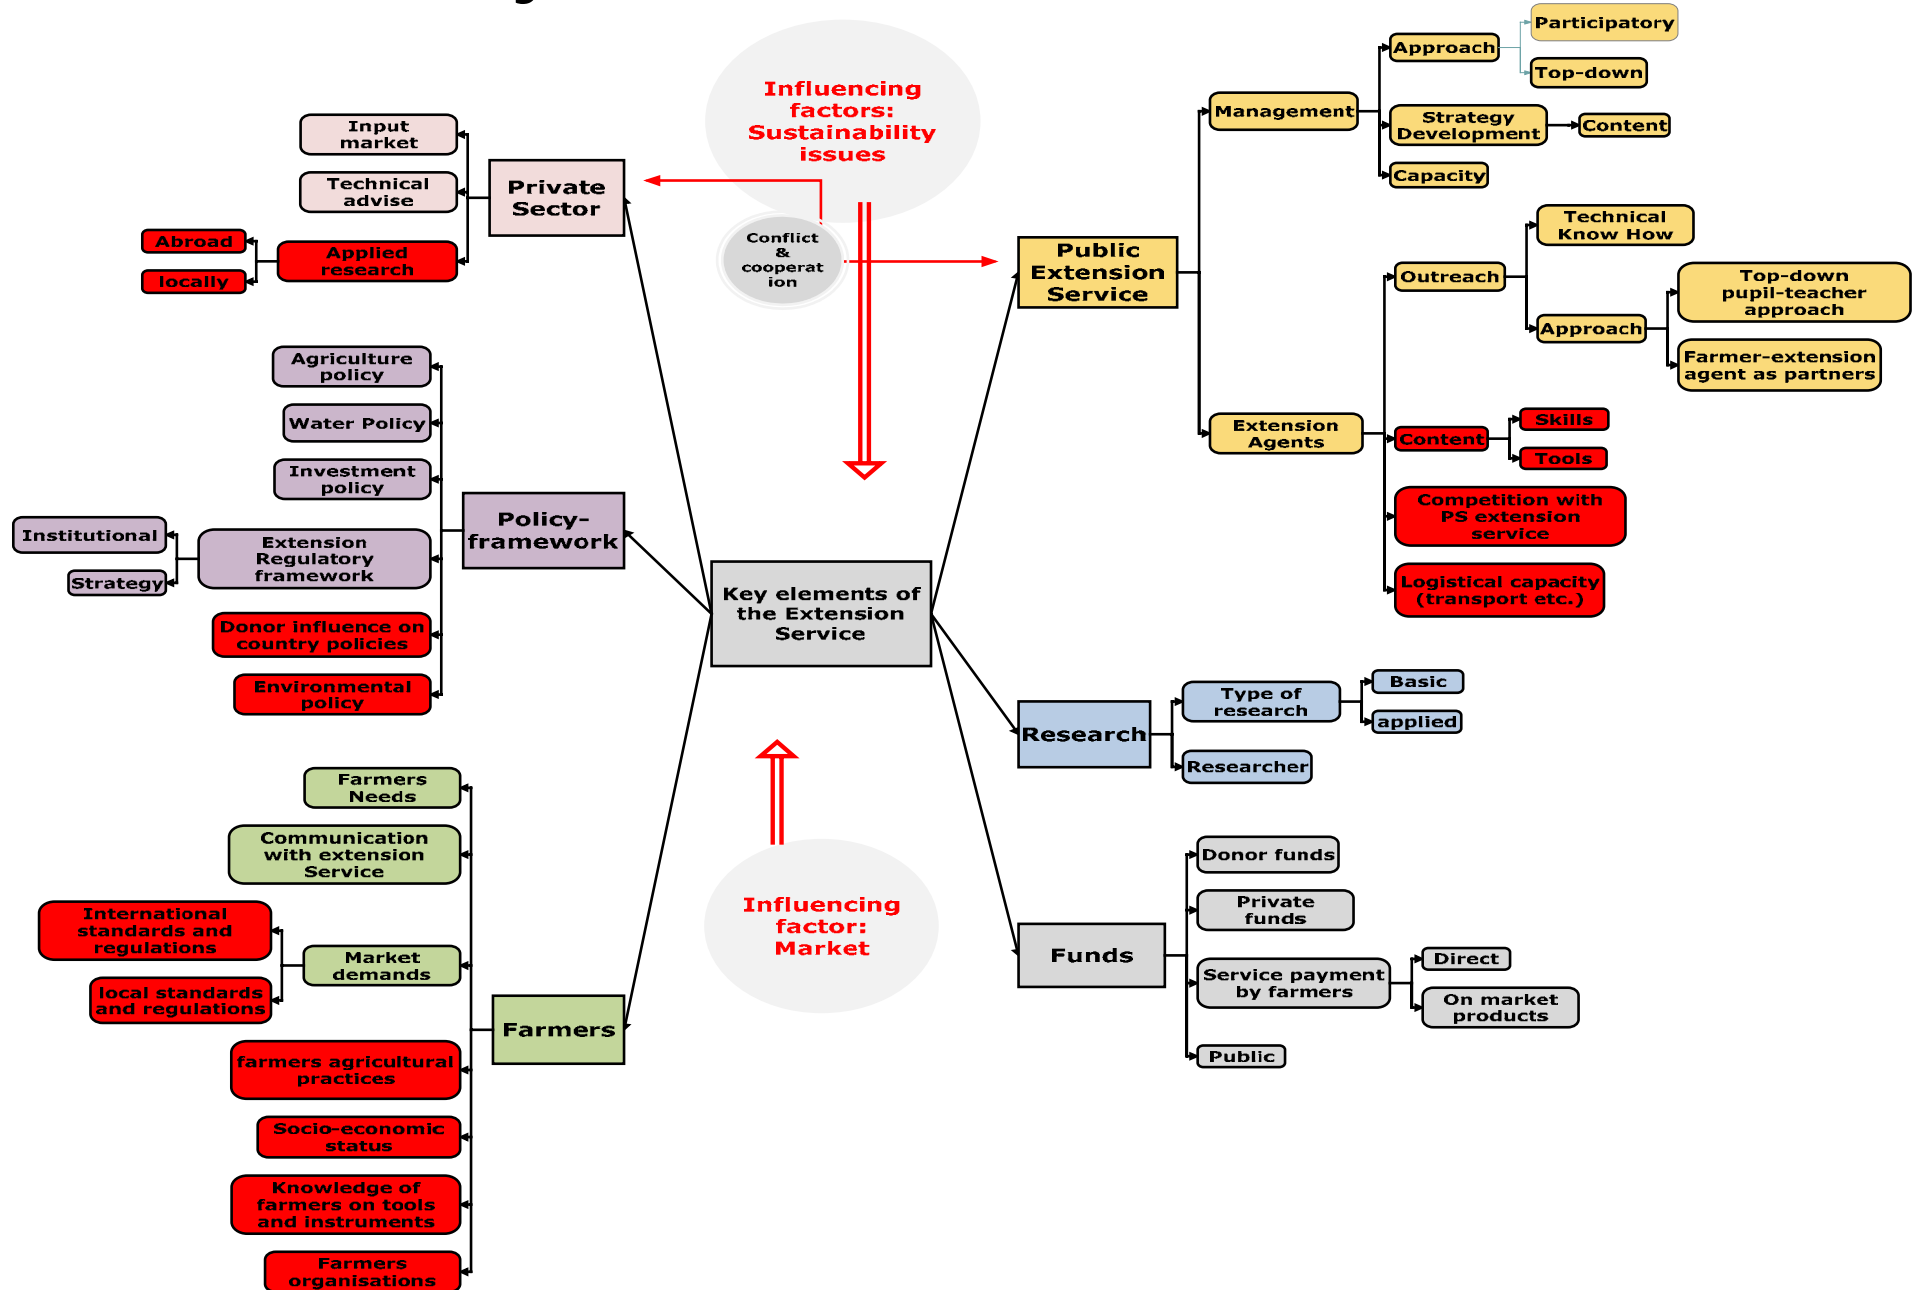 Influencing
factors:
Sustainability
issues
Conflict
&
cooperat
ion
Input
market
Technical
advise
Applied
research
Abroad
locally
Private
Sector
Agriculture
policy
Water Policy
Investment
policy
Extension
Regulatory
framework
Institutional
Strategy
Donor influence on
country policies
Environmental
policy
Policy-
framework
Key elements of
the Extension
Service
Farmers
Needs
Communication
with extension
Service
International
standards and
regulations
local standards
and regulations
Market
demands
farmers agricultural
practices
Socio-economic
status
Knowledge of
farmers on tools
and instruments
Farmers
organisations
Farmers
Influencing
factor:
Market
Public
Extension
Service
Management
Approach
Participatory
Top-down
Strategy
Development
Content
Capacity
Extension
Agents
Outreach
Technical
Know How
Approach
Top-down
pupil-teacher
approach
Farmer-extension
agent as partners
Content
Skills
Tools
Competition with
PS extension
service
Logistical capacity
(transport etc.)
Research
Type of
research
Basic
applied
Researcher
Funds
Donor funds
Private
funds
Service payment
by farmers
Direct
On market
products
Public